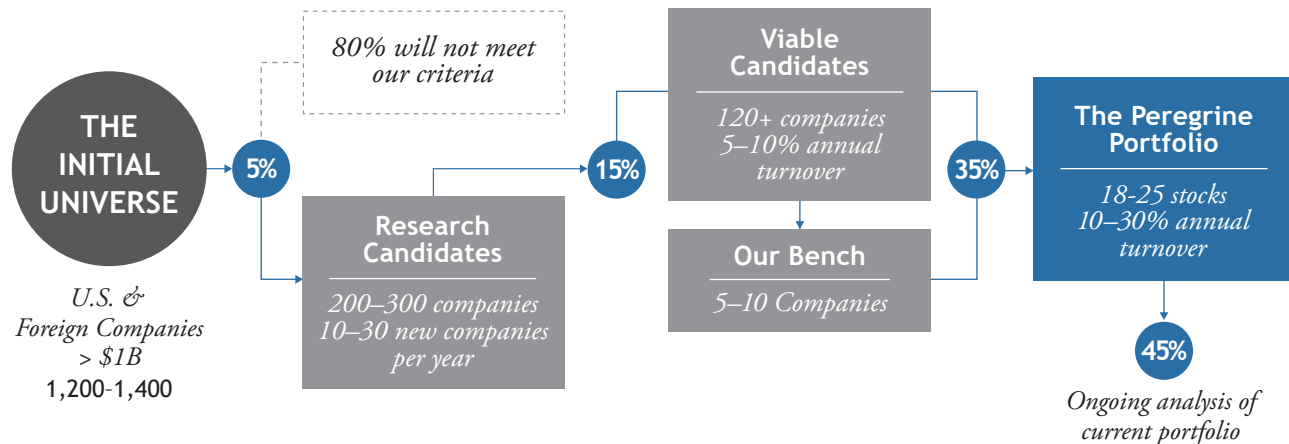 THE
INITIAL
UNIVERSE
U.S. &
Foreign Companies
> $1B
1,200-1,400
5%
80% will not meet
our criteria
Research
Candidates
200–300 companies
10–30 new companies
per year
15%
Viable
Candidates
120+ companies
5–10% annual
turnover
Our Bench
5–10 Companies
35%
The Peregrine
Portfolio
18-25 stocks
10–30% annual
turnover
45%
Ongoing analysis of
current portfolio